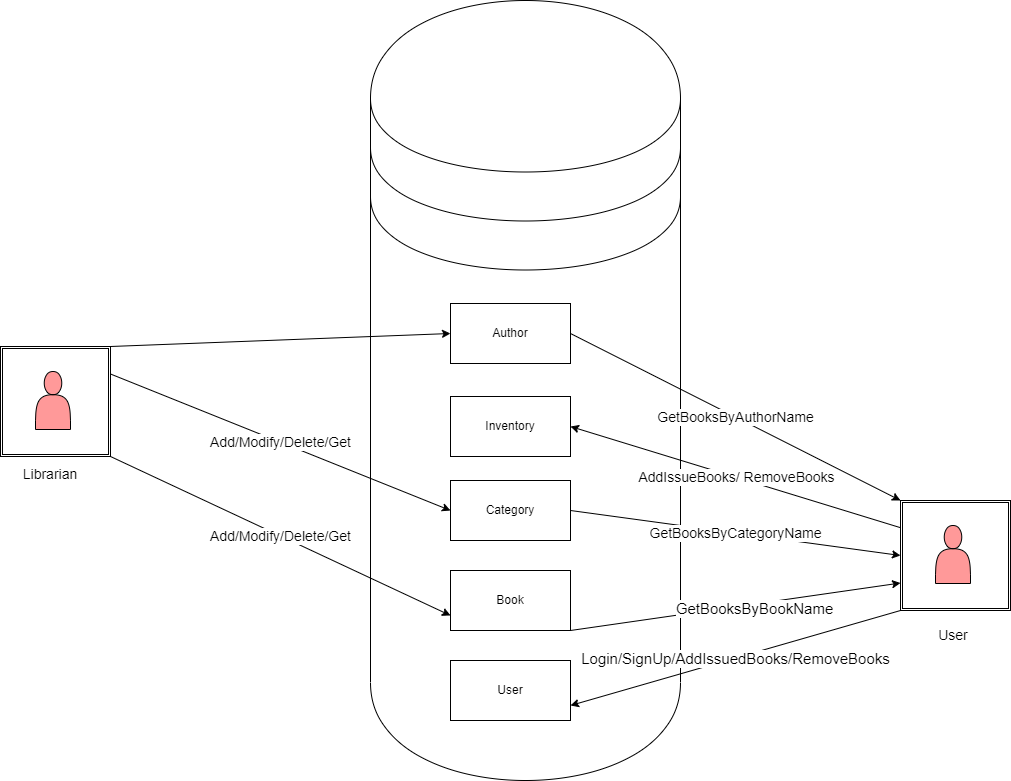 Author
GetBooksByAuthorName
Inventory
Add/Modify/Delete/Get
Librarian
AddIssueBooks/ RemoveBooks
Category
GetBooksByCategoryName
Add/Modify/Delete/Get
Book
GetBooksByBookName
User
Login/SignUp/AddIssuedBooks/RemoveBooks
User